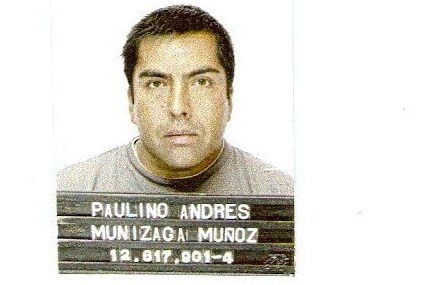 PAULINO ANDRES
MUNIZAGA MUÑOZ
12.617.901-4